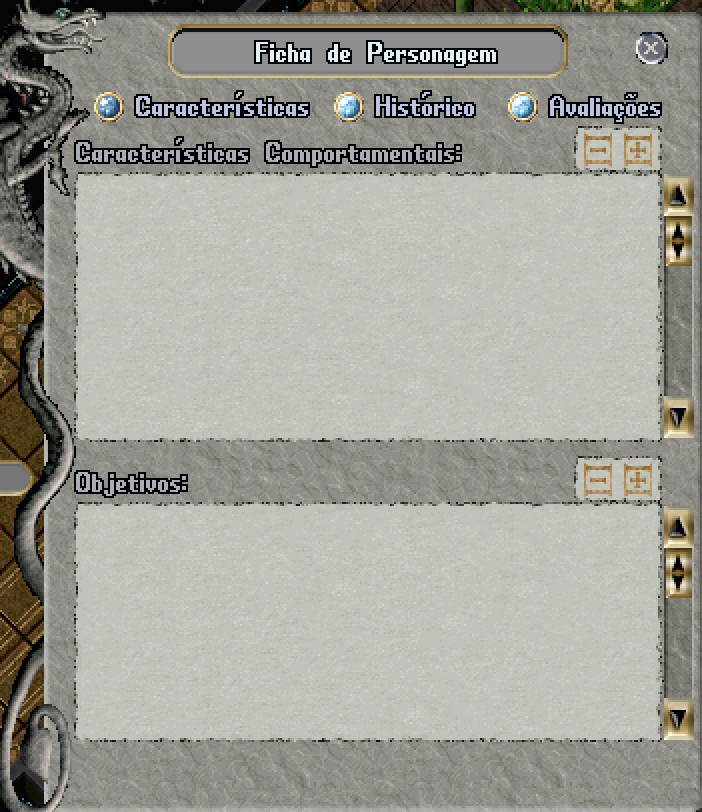 Ficha de Personagem
Características Histórico Avaliações
Características Comportamentais:
Objetivos: